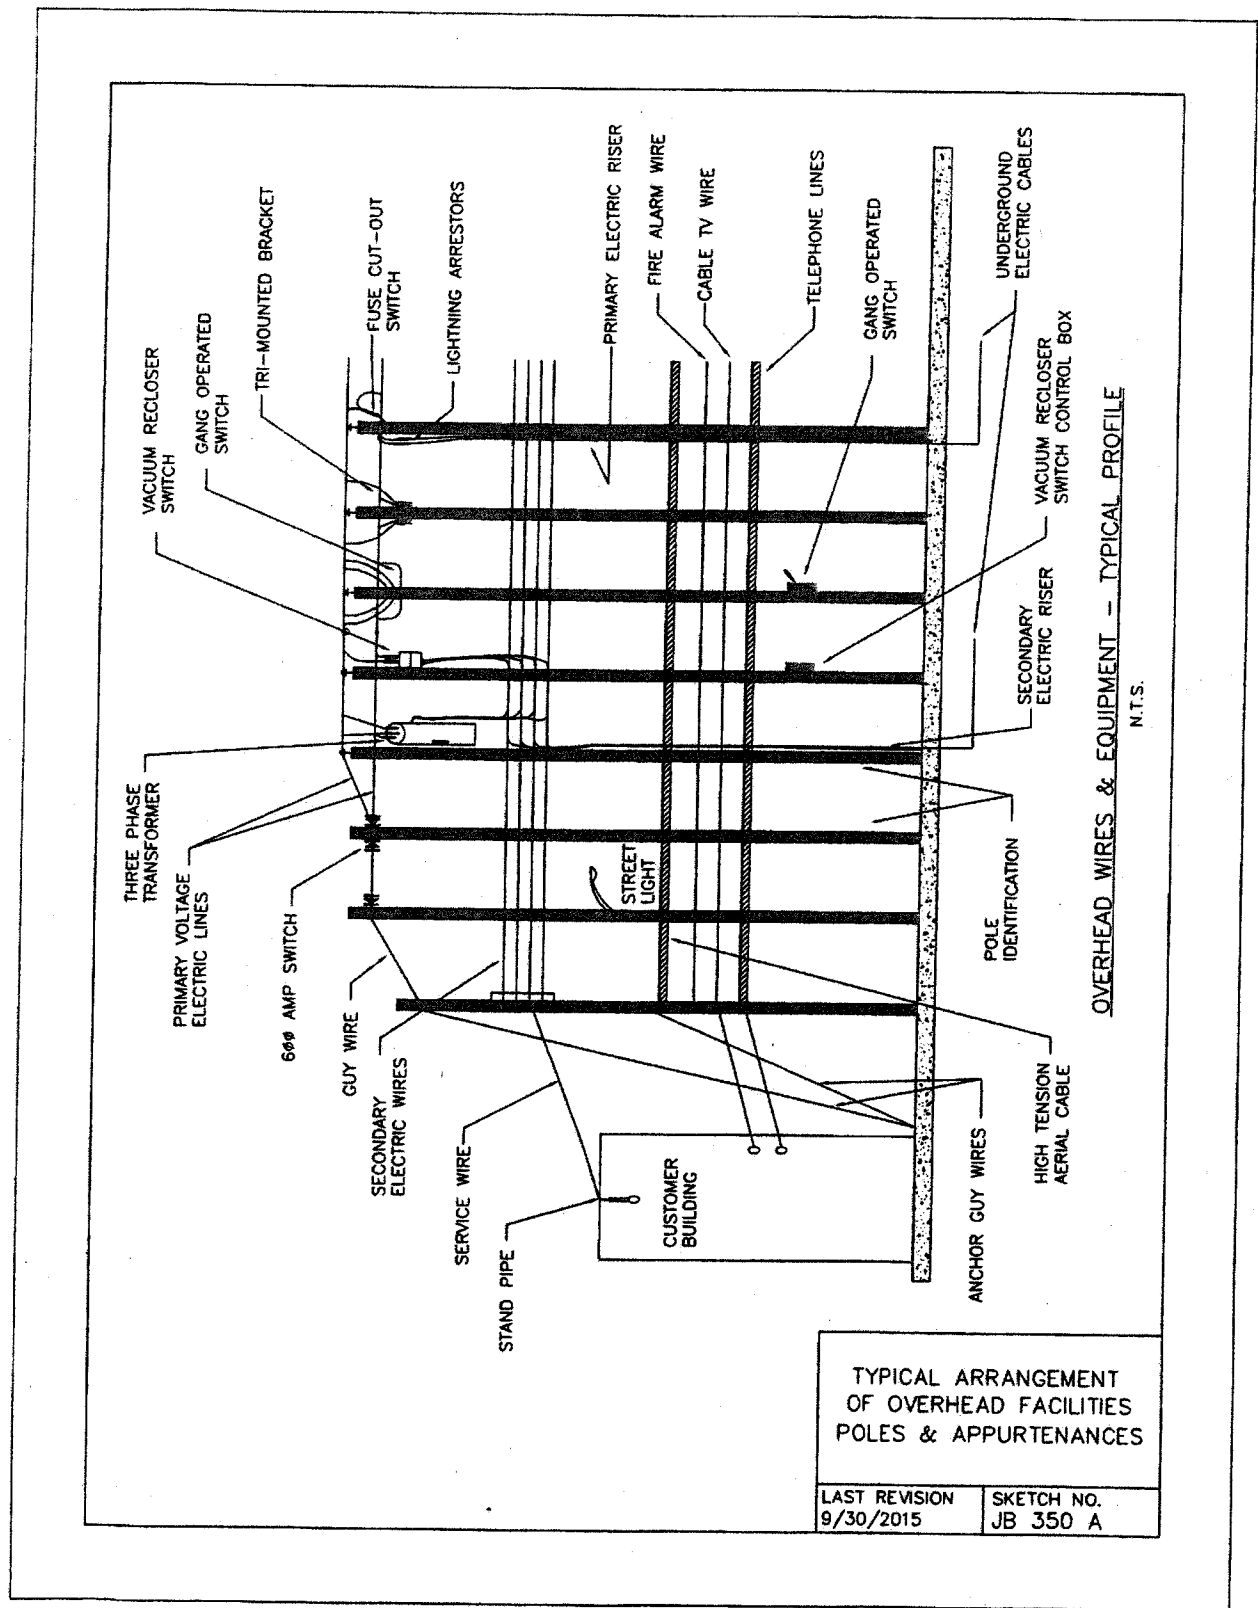 VACUUM RECLOSER
SWITCH
GANG OPERATED
SWITCH
TRI-MOUNTED BRACKET
FUSE CUT-OUT
SWITCH
LIGHTNING ARRESTORS
PRIMARY ELECTRIC RISER
FIRE ALARM WIRE
CABLE TV WIRE
TELEPHONE LINES
GANG OPERATED
SWITCH
UNDERGROUND
ELECTRIC CABLES
VACUUM RECLOSER
SWITCH CONTROL BOX
SECONDARY
ELECTRIC RISER
THREE PHASE
TRANSFORMER
PRIMARY VOLTAGE
ELECTRIC LINES
600 AMP SWITCH
GUY WIRE
SECONDARY
ELECTRIC WIRES
SERVICE WIRE
STAND PIPE
STREET
LIGHT
CUSTOMER
BUILDING
POLE
IDENTIFICATION
HIGH TENSION
AERIAL CABLE
ANCHOR GUY WIRES
OVERHEAD WIRES & EQUIPMENT - TYPICAL PROFILE
N.T.S.
TYPICAL ARRANGEMENT
OF OVERHEAD FACILITIES
POLES & APPURTENANCES
LAST REVISION
9/30/2015
SKETCH NO.
JB 350 A